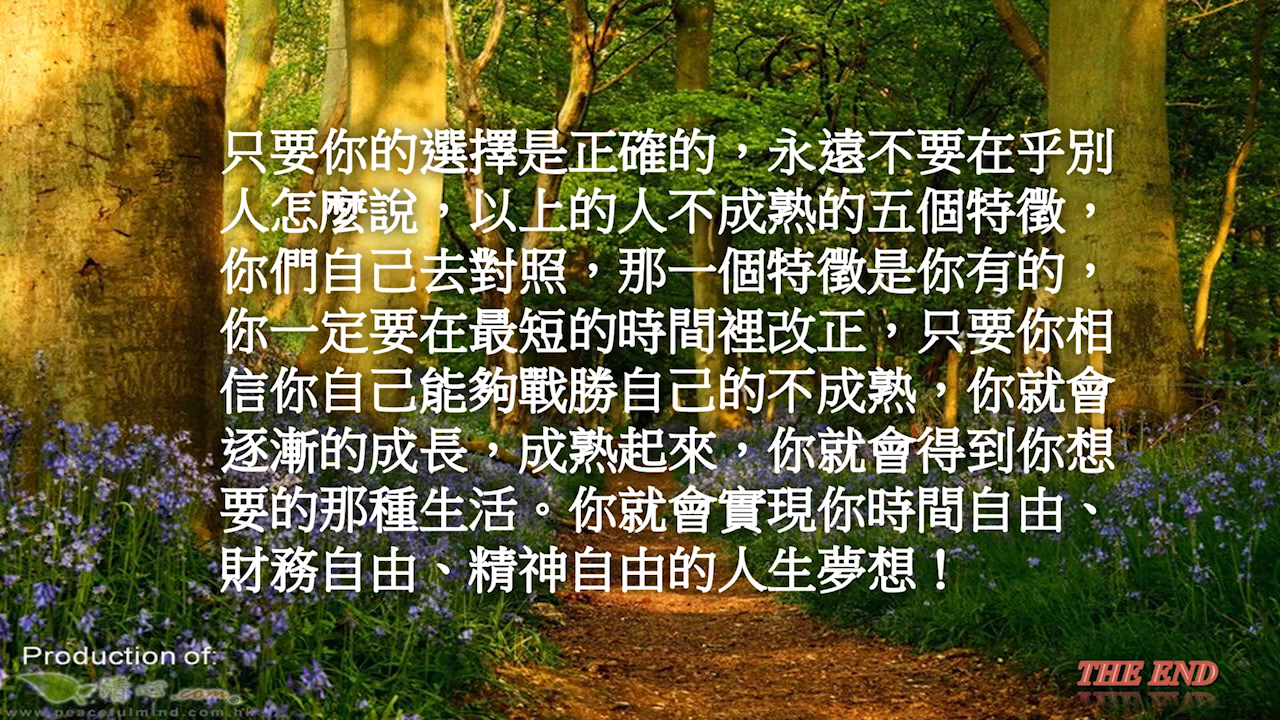 只要你的選擇是正確的，永遠不要在乎別
人怎麼說，以上的人不成熟的五個特徵，
你們自己去對照，那一個特徵是你有的，
你一定要在最短的時間裡改正，只要你相
信你自己能夠戰勝自己的不成熟，你就會
逐漸的成長，成熟起來，你就會得到你想
要的那種生活。你就會實現你時間自由、
財務自由、精神自由的人生夢想！
Production of:
THE END
.com
www.peacefulmind.com.hk